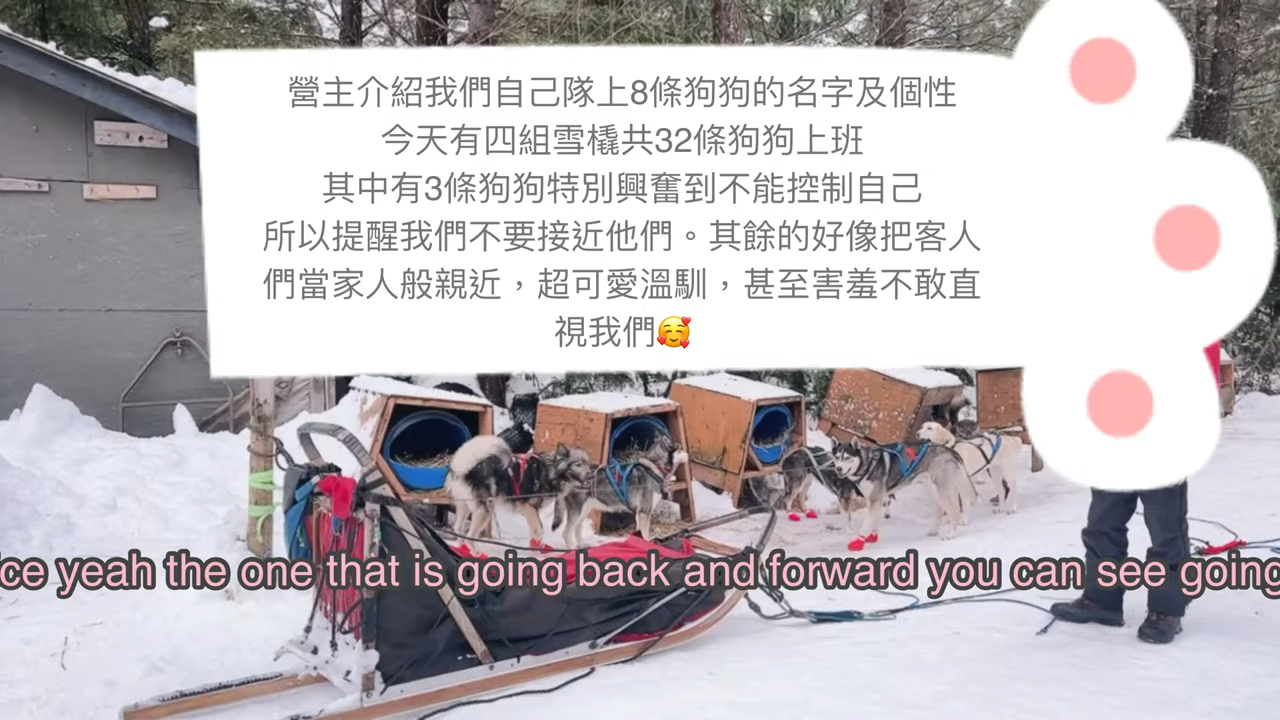 營主介紹我們自己隊上8條狗狗的名字及個性
今天有四組雪橇共32條狗狗上班
其中有3條狗狗特別興奮到不能控制自己
所以提醒我們不要接近他們。其餘的好像把客人
們當家人般親近，超可愛溫馴，甚至害羞不敢直
視我們🥰
ce yeah the one that is going back and forward you can see going